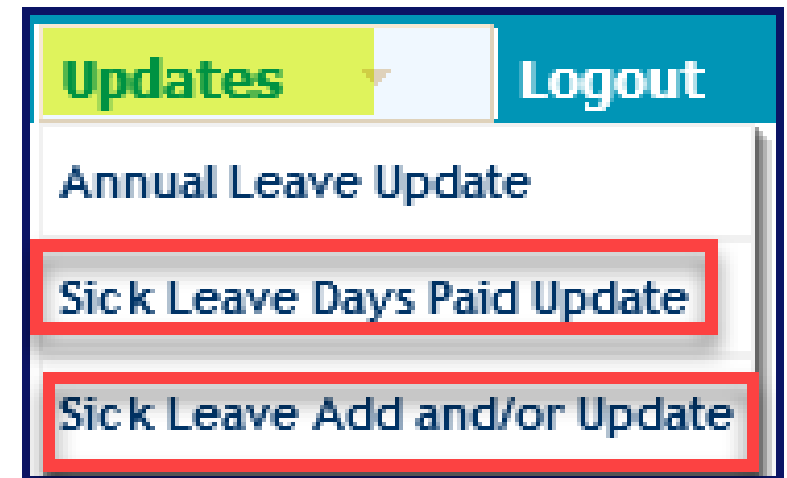 Updates Logout
Annual Leave Update
Sick Leave Days Paid Update
Sick Leave Add and/or Update